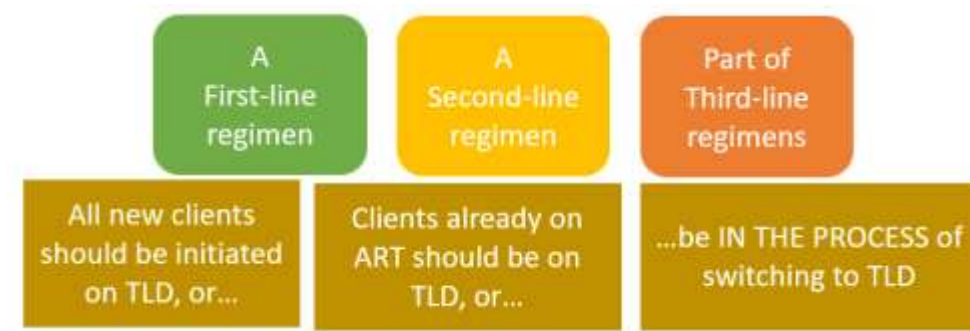 A
First-line
regimen
A
Second-line
regimen
Part of
Third-line
regimens
All new clients
should be initiated
on TLD, or...
Clients already on
ART should be on
TLD, or...
...be IN THE PROCESS of
switching to TLD